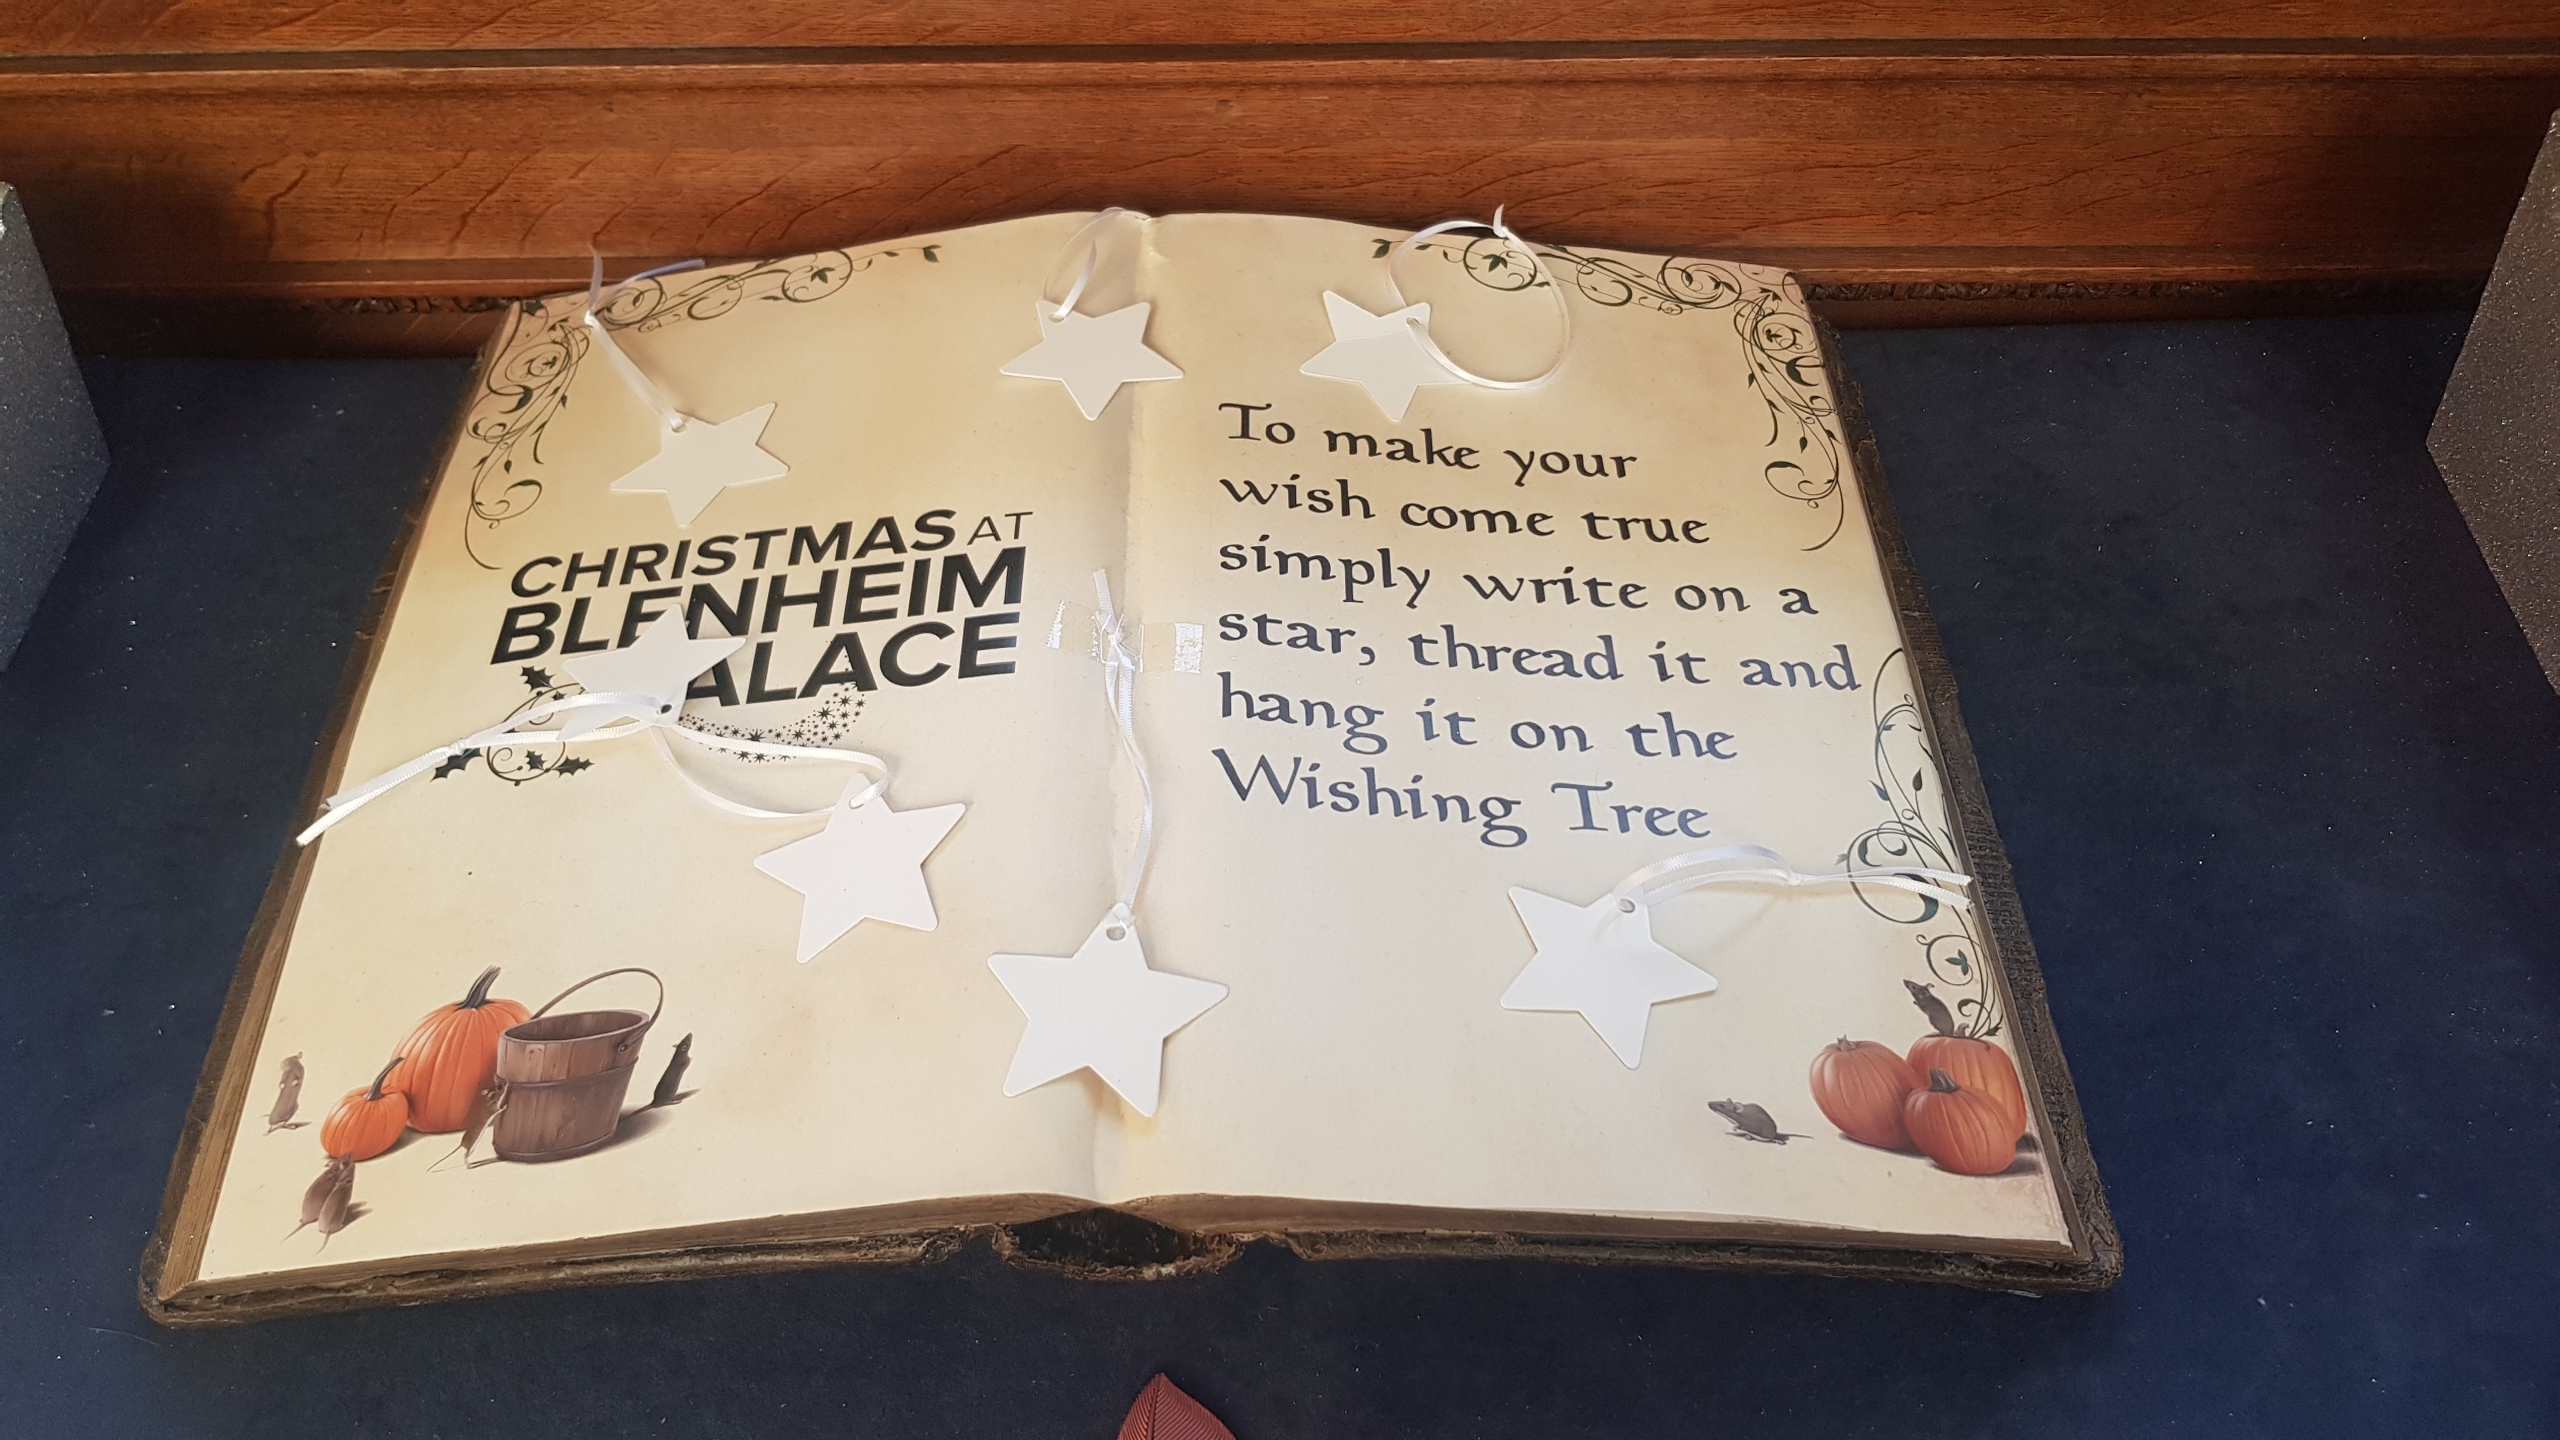 CHRISTMAS AT
BLENHEIM
PALACE
To make your
wish come true
simply write on a
star, thread it and
hang it on the
Wishing Tree